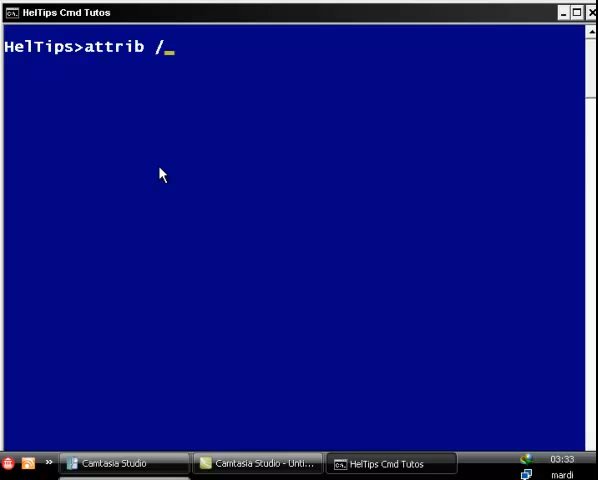 HelTips Cmd Tutos
HelTips>attrib /_
Camtasia Studio
Camtasia Studio - Unti...
HelTips Cmd Tutos
03:33
mardi